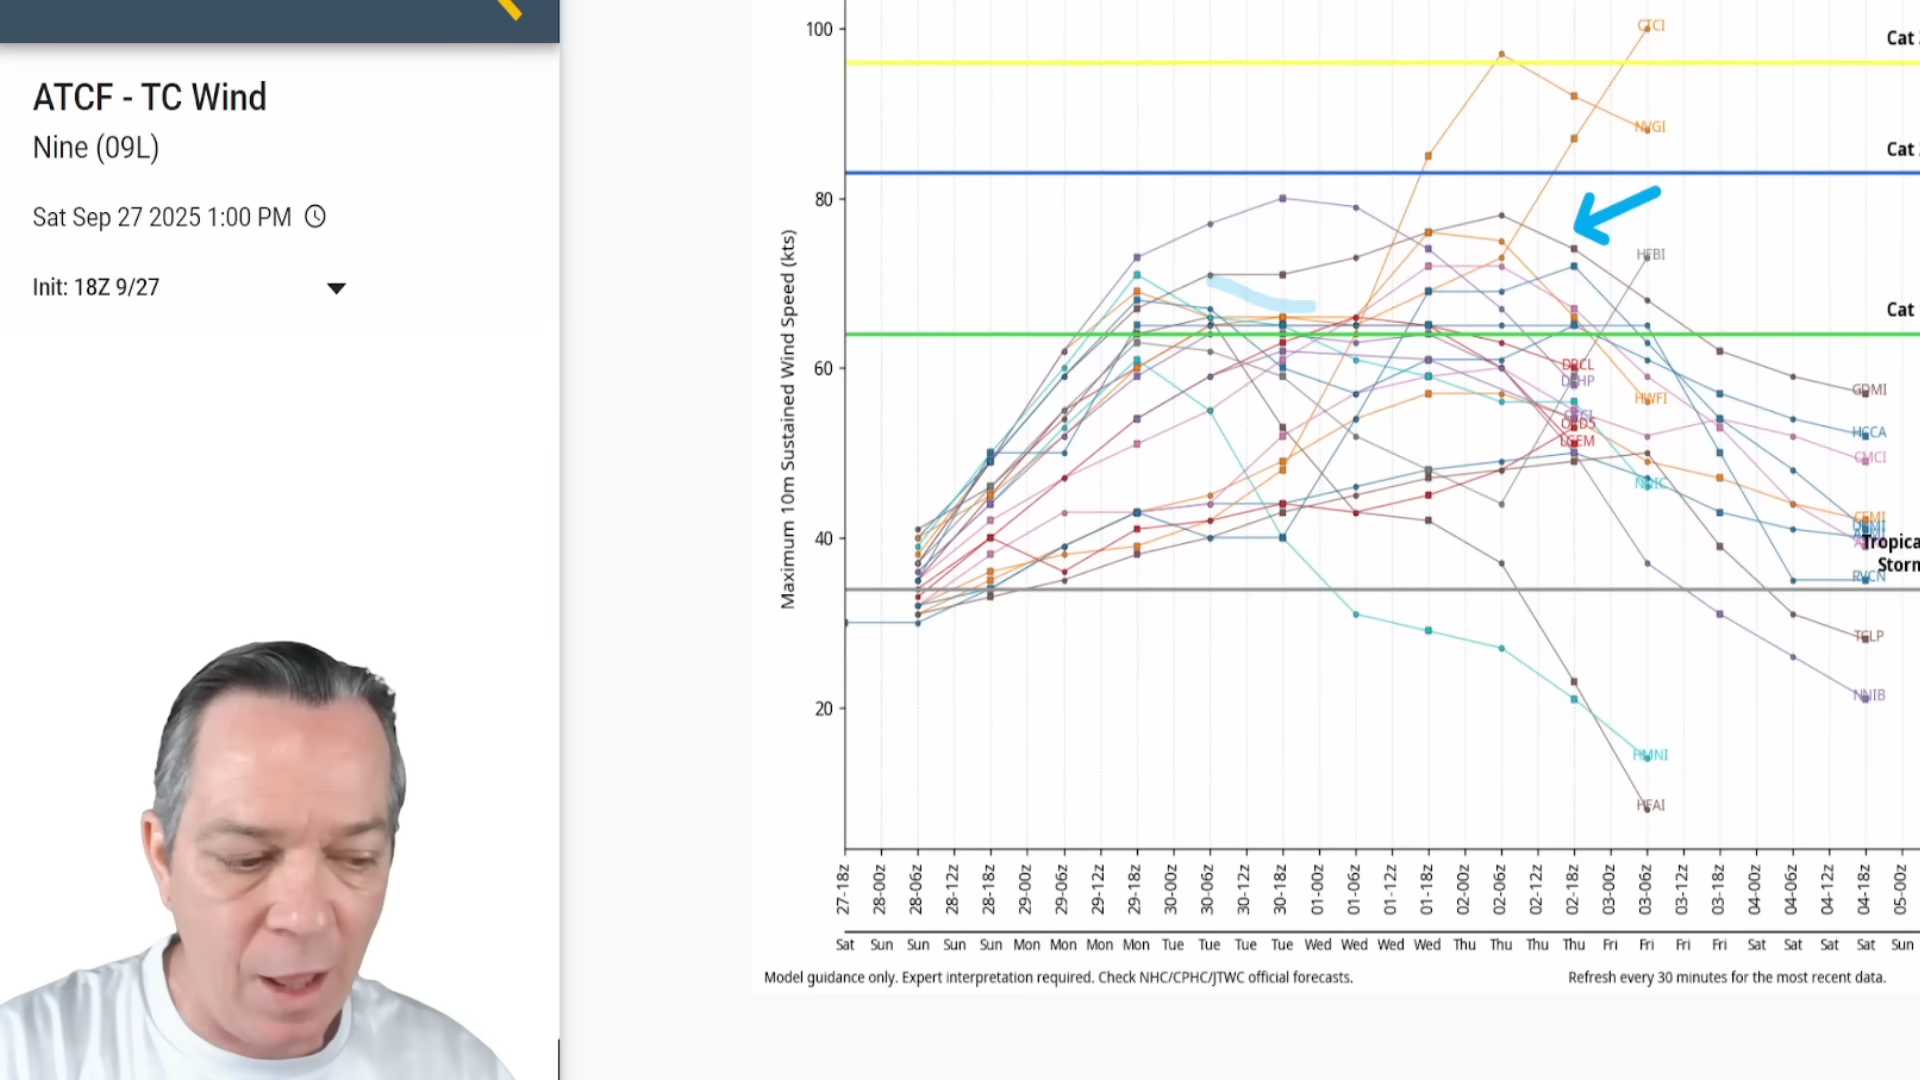 ATCF - TC Wind
Nine (09L)
Sat Sep 27 2025 1:00 PM
Init: 18Z 9/27
Maximum 10m Sustained Wind Speed (kts)
100
80
60
40
20
Cat
Cat
Cat
Tropica
Storm
CTCI
NVGI
HFBI
DRCL
DSHP
HWFI
OCD5
LGEM
NNIC
HMNI
HFAI
GDMI
HCCA
CMCI
CEMI
RVCN
TCLP
NNIB
27-18z 28-00z 28-06z 28-12z 28-18z 29-00z 29-06z 29-12z 29-18z 30-00z 30-06z 30-12z 30-18z 01-00z 01-06z 01-12z 01-18z 02-00z 02-06z 02-12z 02-18z 03-00z 03-06z 03-12z 03-18z 04-00z 04-06z 04-12z 04-18z 05-00z
Sat Sun Sun Sun Sun Mon Mon Mon Mon Tue Tue Tue Tue Wed Wed Wed Wed Thu Thu Thu Thu Fri Fri Fri Fri Sat Sat Sat Sat Sun
Model guidance only. Expert interpretation required. Check NHC/CPHC/JTWC official forecasts.
Refresh every 30 minutes for the most recent data.